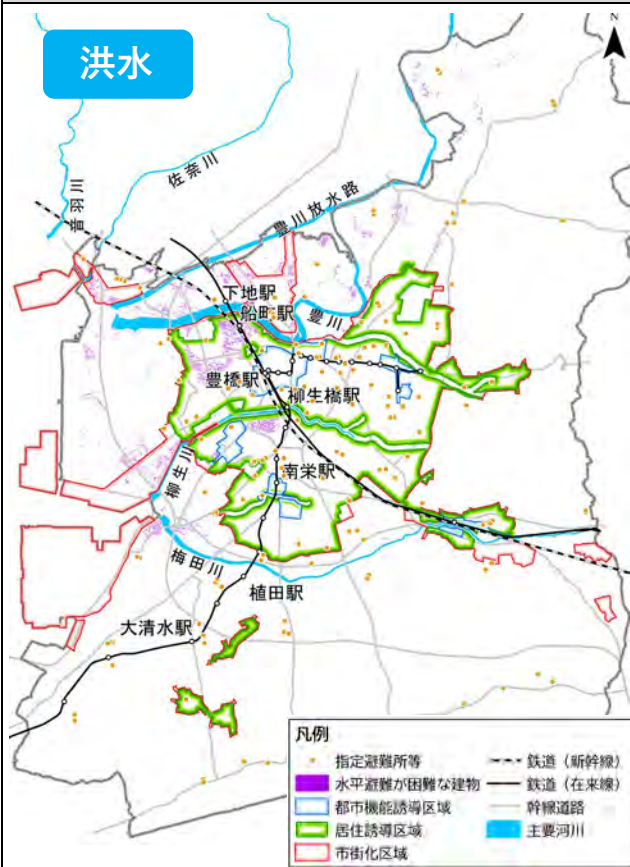 洪水
N
音羽川
佐奈川
豊川放水路
下地駅
船町駅
豊川
豊橋駅
柳生橋駅
南栄駅
柳生川
梅田川
植田駅
大清水駅
凡例
指定避難所等
鉄道（新幹線）
水平避難が困難な建物
鉄道（在来線）
都市機能誘導区域
幹線道路
居住誘導区域
主要河川
市街化区域